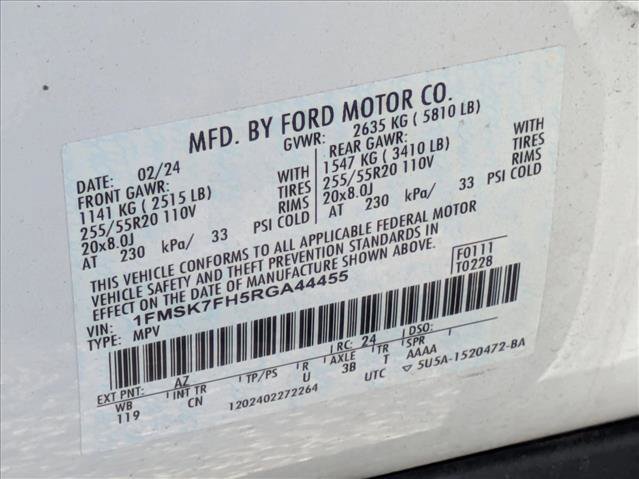 MFD. BY FORD MOTOR CO.
DATE: 02/24 GVWR: 2635 KG ( 5810 LB)
FRONT GAWR: REAR GAWR:
1141 KG ( 2515 LB) WITH 1547 KG ( 3410 LB) WITH
255/55R20 110V TIRES 255/55R20 110V TIRES
20x8.0J RIMS 20x8.0J RIMS
AT 230 kPa/ 33 PSI COLD AT 230 kPa/ 33 PSI COLD
THIS VEHICLE CONFORMS TO ALL APPLICABLE FEDERAL MOTOR
VEHICLE SAFETY AND THEFT PREVENTION STANDARDS IN
EFFECT ON THE DATE OF MANUFACTURE SHOWN ABOVE.
VIN: 1FMSK7FH5RGA44455 F0111
TYPE: MPV T0228
EXT PNT: AZ RC: 24
WB INT TR TP/PS R AXLE TR SPR
119 CN U 3B T AAAA
1202402272264 UTC ▽ 5U5A-1520472-BA